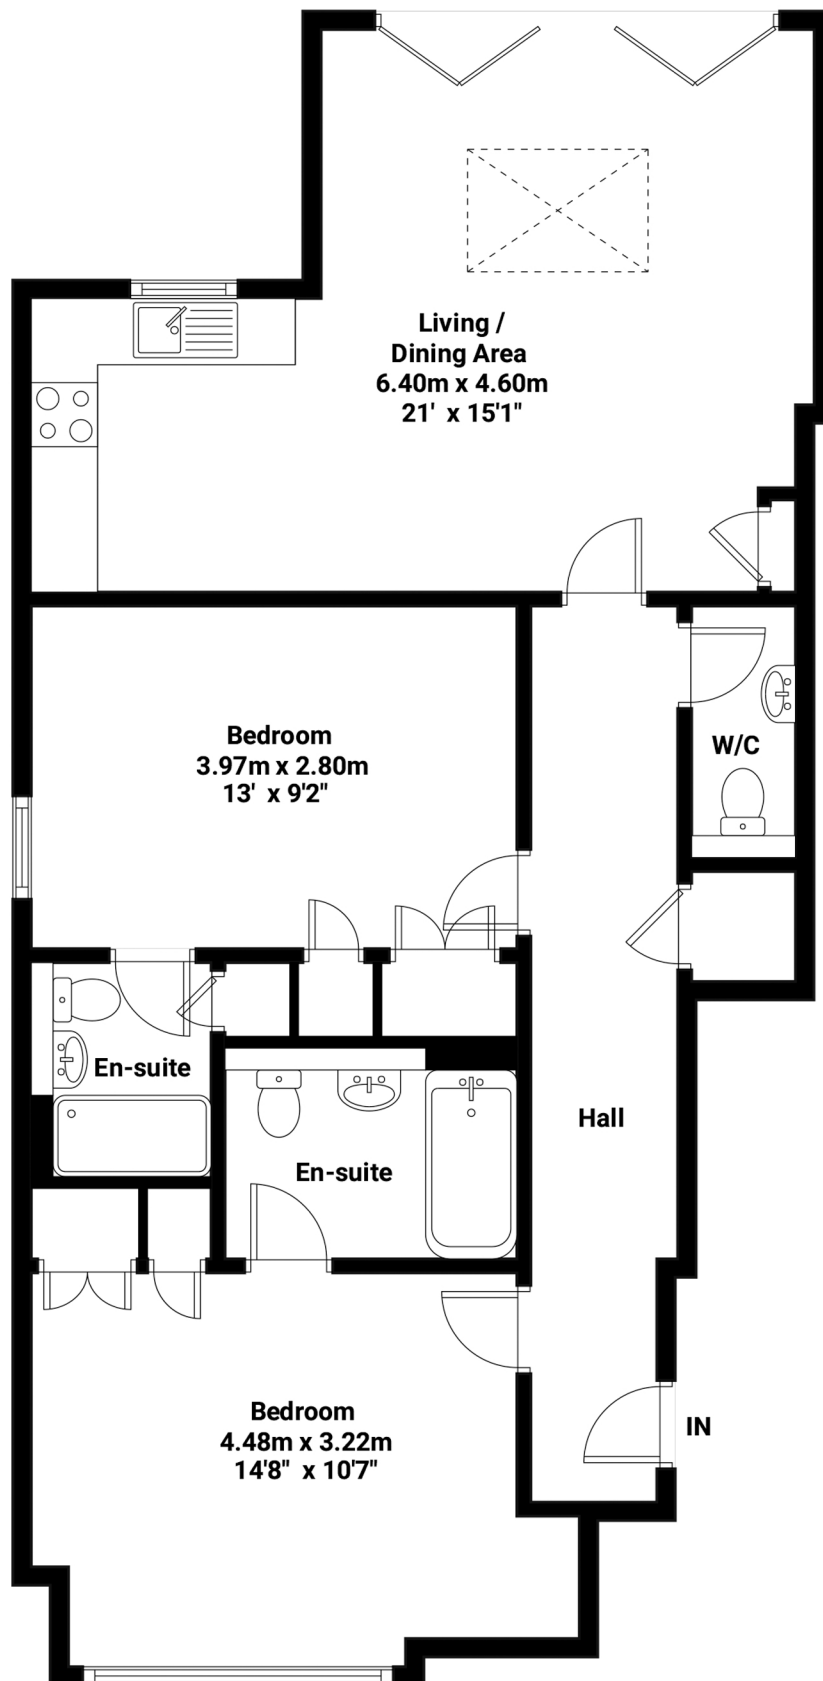 Living /
Dining Area
6.40m x 4.60m
21' x 15'1"
Bedroom
3.97m x 2.80m
13' x 9'2"
W/C
En-suite
En-suite
Hall
Bedroom
4.48m x 3.22m
14'8" x 10'7"
IN